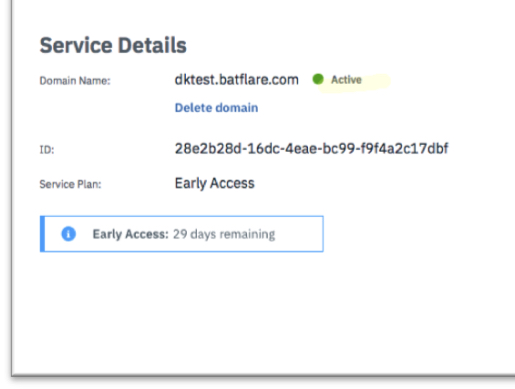 Service Details
Domain Name: dktest.batflare.com Active
Delete domain
ID: 28e2b28d-16dc-4eae-bc99-f9f4a2c17dbf
Service Plan: Early Access
Early Access: 29 days remaining